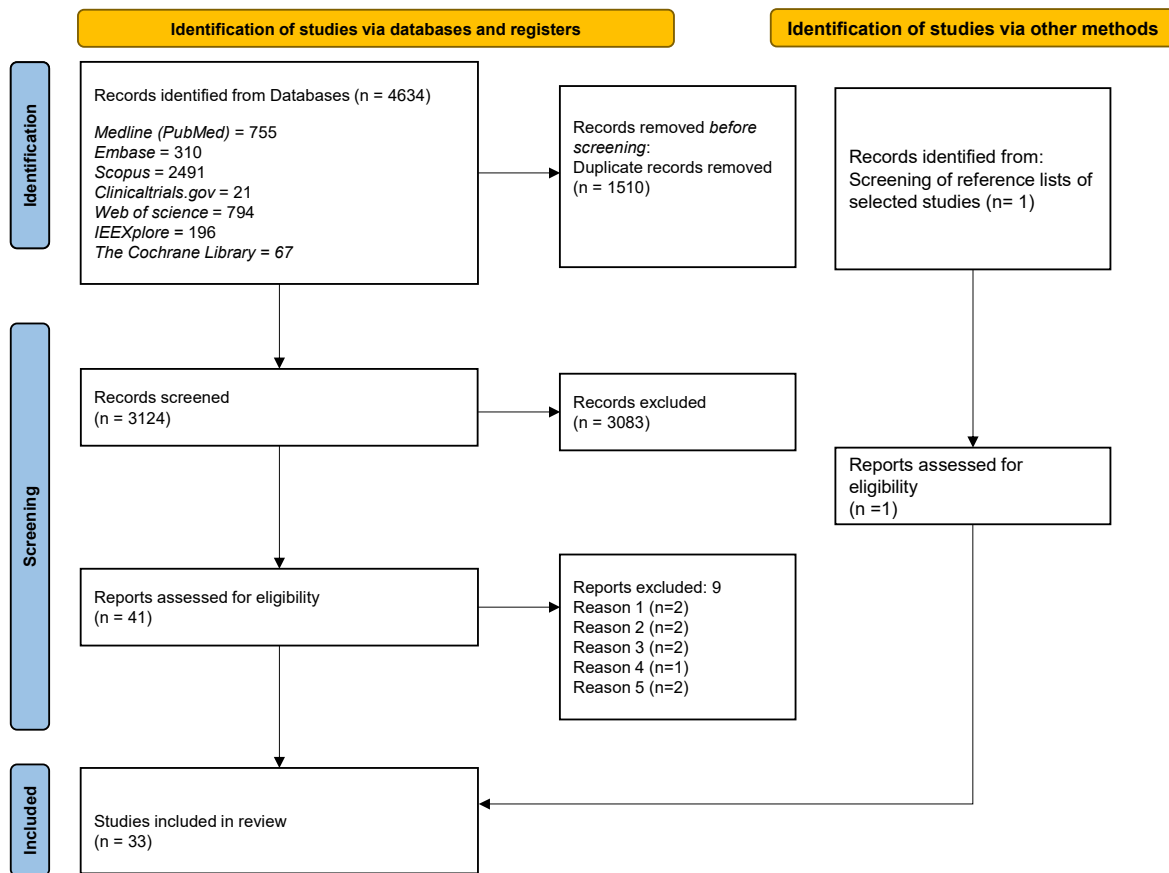 Identification of studies via databases and registers
Identification of studies via other methods
Identification
Records identified from Databases (n = 4634)
Medline (PubMed) = 755
Embase = 310
Scopus = 2491
Clinicaltrials.gov = 21
Web of science = 794
IEEXplore = 196
The Cochrane Library = 67
Records removed before
screening:
Duplicate records removed
(n = 1510)
Records identified from:
Screening of reference lists of
selected studies (n= 1)
Screening
Records screened
(n = 3124)
Records excluded
(n = 3083)
Reports assessed for
eligibility
(n =1)
Reports assessed for eligibility
(n = 41)
Reports excluded: 9
Reason 1 (n=2)
Reason 2 (n=2)
Reason 3 (n=2)
Reason 4 (n=1)
Reason 5 (n=2)
Included
Studies included in review
(n = 33)